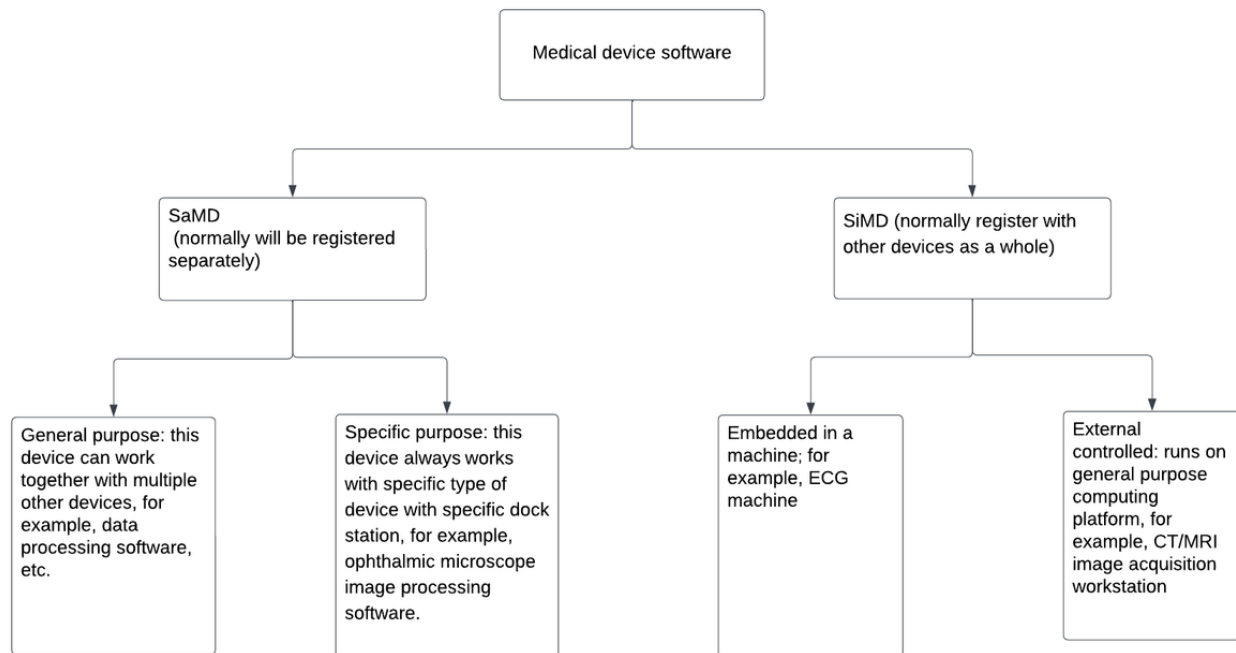 Medical device software
SaMD
(normally will be registered
separately)
SiMD (normally register with
other devices as a whole)
General purpose: this
device can work
together with multiple
other devices, for
example, data
processing software,
etc.
Specific purpose: this
device always works
with specific type of
device with specific dock
station, for example,
ophthalmic microscope
image processing
software.
Embedded in a
machine; for
example, ECG
machine
External
controlled: runs on
general purpose
computing
platform, for
example, CT/MRI
image acquisition
workstation